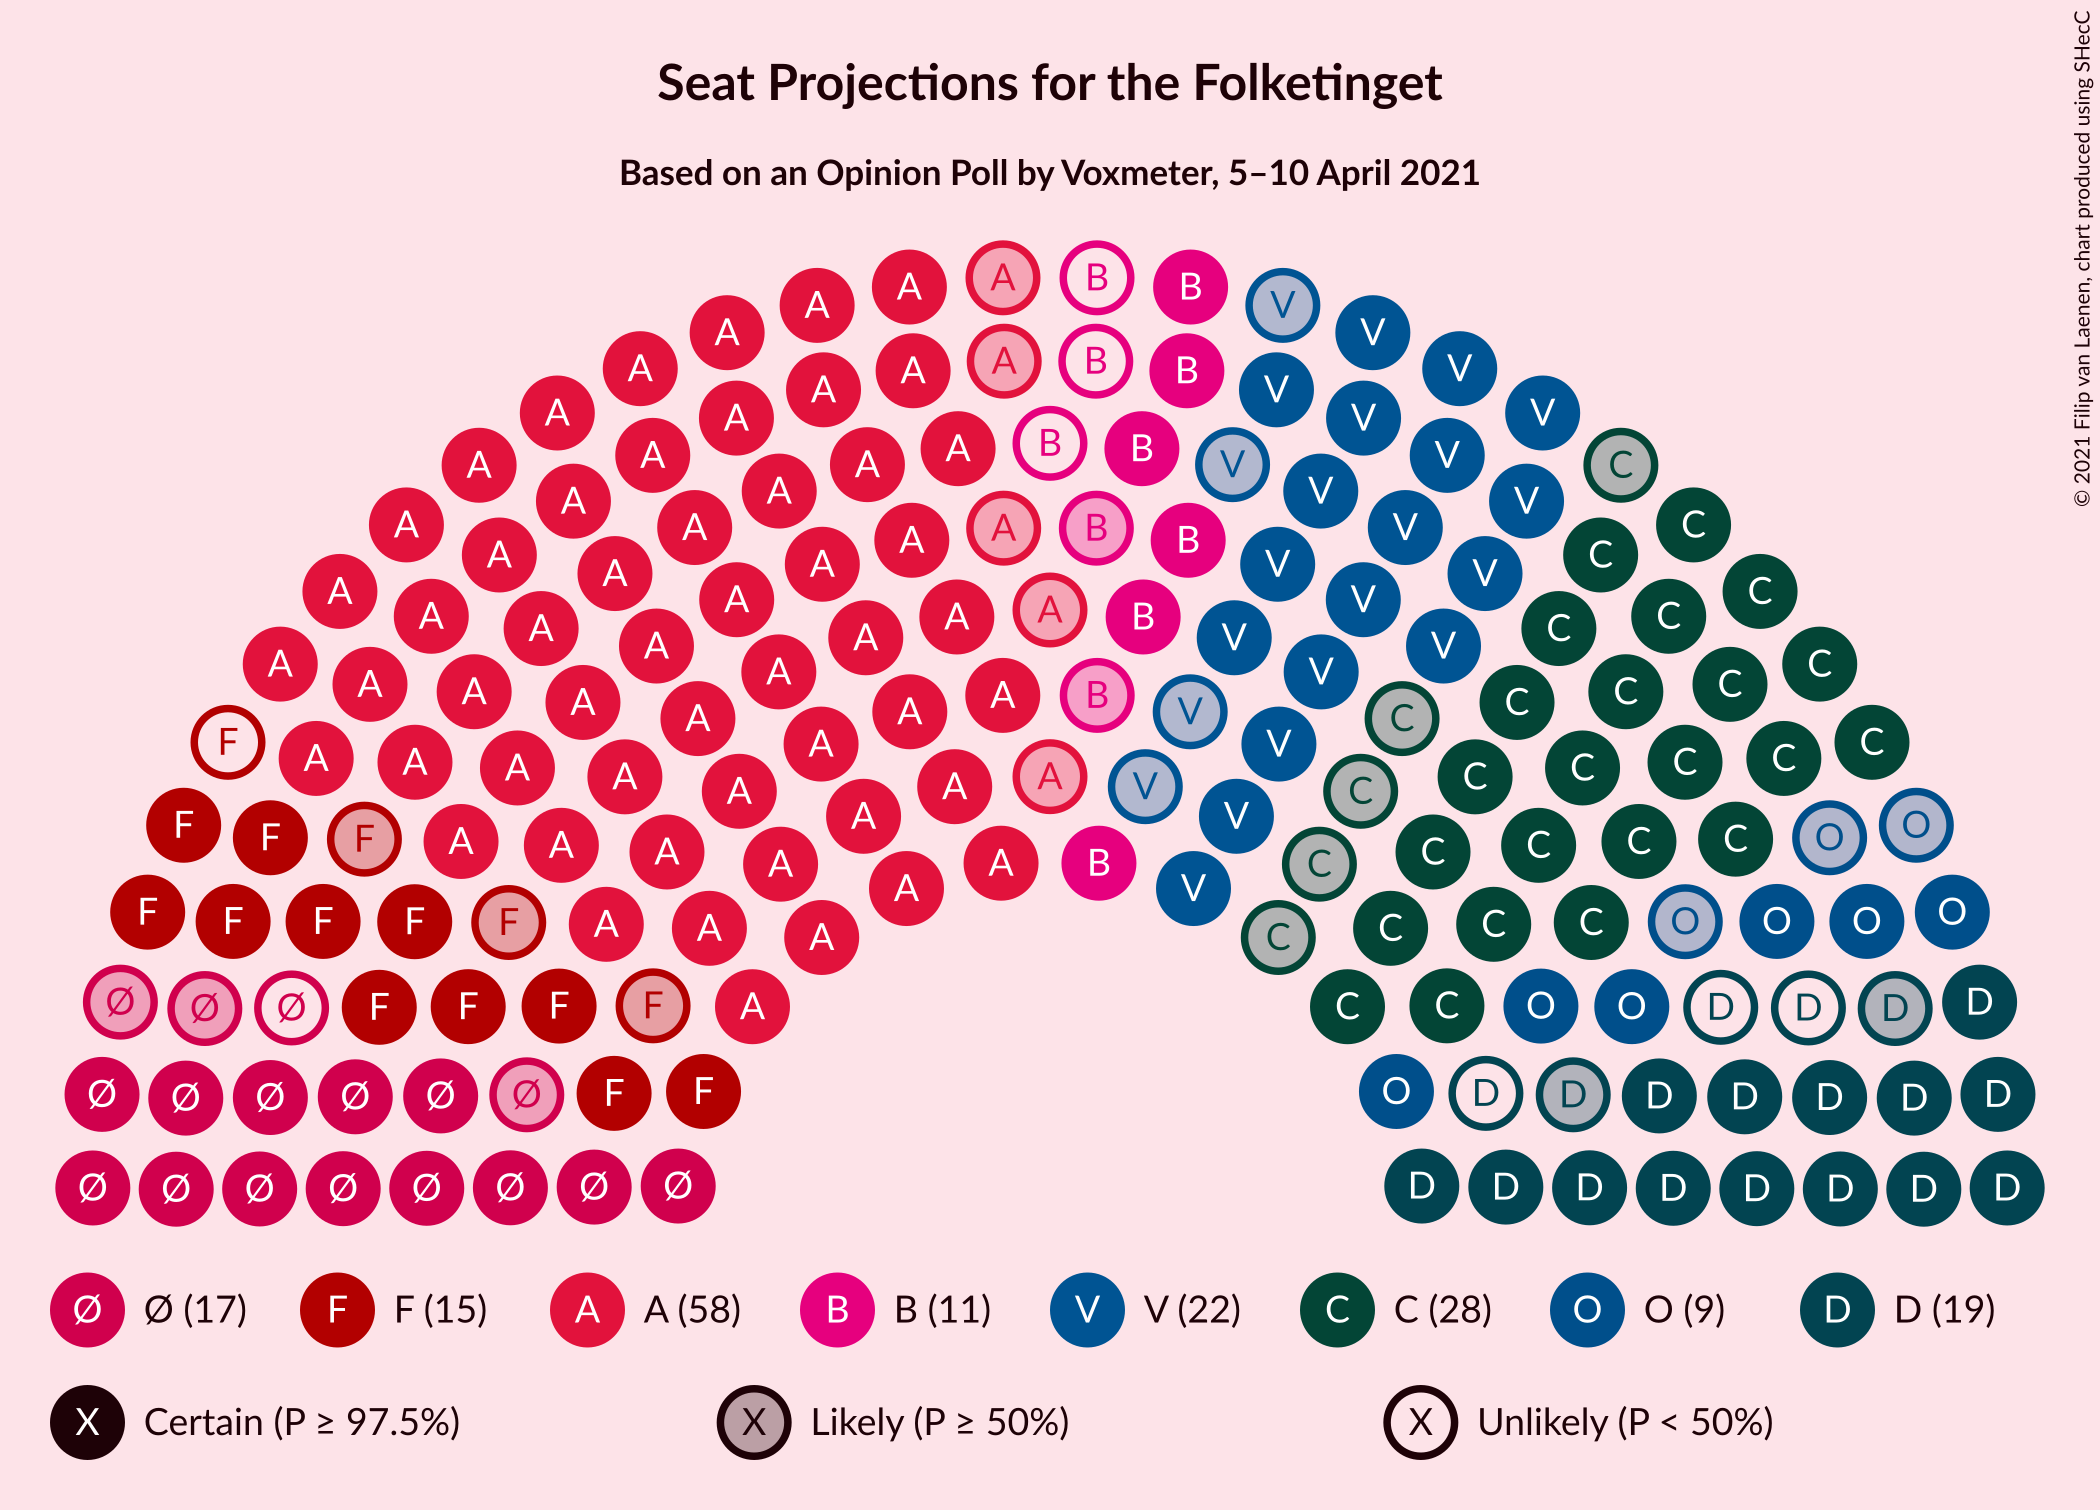 Seat Projections for the Folketinget
Based on an Opinion Poll by Voxmeter, 5–10 April 2021
© 2021 Filip van Laenen, chart produced using SHecC
A A B B
A A V
A A B B V
A A V V
A A B B V V
A A V V C
A A A B B V V
A A V V C
A A A A B B V V C
A A V V C
A A A A A B V V C C
A A A V V C C
A A A A A B V V C C C
F A A A A V C C C C
A A A A A V V C C C C
F F F A A A A V C C C C O O
A A A A B V C C
F F F F F A A A C C C C O O O O
Ø Ø Ø F F F F A C C O O D D D D
Ø Ø Ø Ø Ø Ø F F O D D D D D D D
Ø Ø Ø Ø Ø Ø Ø Ø D D D D D D D D
Ø Ø (17) F F (15) A A (58) B B (11) V V (22) C C (28) O O (9) D D (19)
X Certain (P ≥ 97.5%) X Likely (P ≥ 50%) X Unlikely (P < 50%)